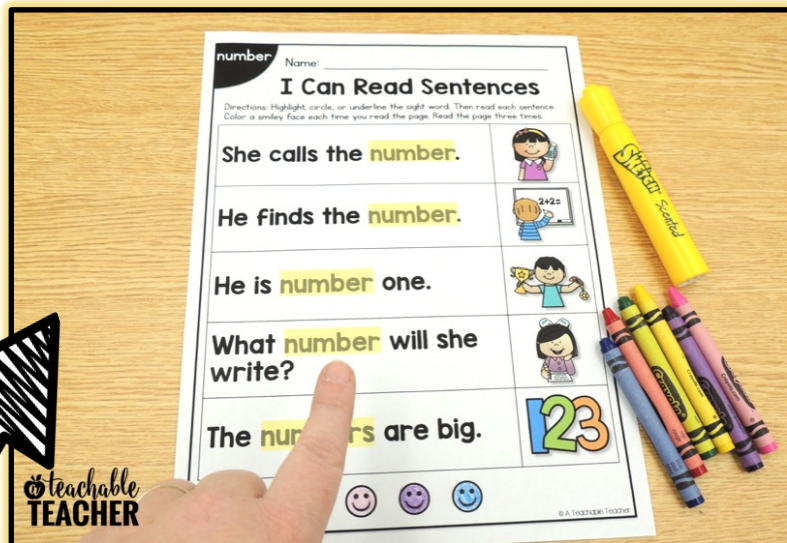 number
Name:
I Can Read Sentences
Directions: Highlight, circle, or underline the sight word. Then read each sentence.
Color a smiley face each time you read the page. Read the page three times.
She calls the number.
He finds the number.
2+2=
He is number one.
What number will she
write?
The numbers are big.
123
© A Teachable Teacher
SKETCH
Scented
Crayola
Crayola
a teachable
TEACHER